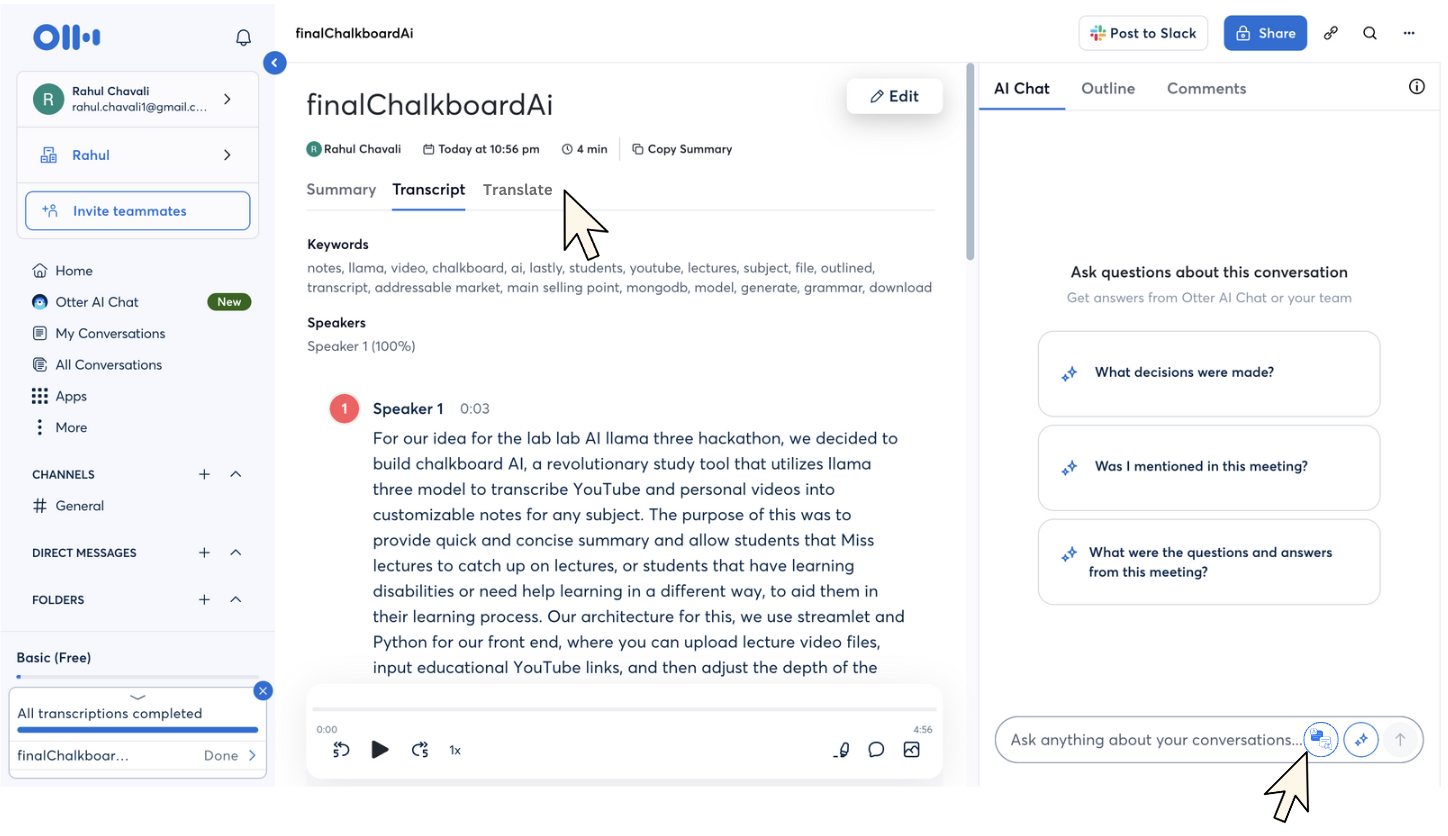 finalChalkboardAi
Post to Slack
Share
R
Rahul Chavali
rahul.chavali1@gmail.c...
Rahul
Invite teammates
Home
Otter AI Chat
New
My Conversations
All Conversations
Apps
More
CHANNELS
General
DIRECT MESSAGES
FOLDERS
Basic (Free)
All transcriptions completed
finalChalkboar...
Done
finalChalkboardAi
Edit
R Rahul Chavali
Today at 10:56 pm
4 min
Copy Summary
Summary
Transcript
Translate
Keywords
notes, llama, video, chalkboard, ai, lastly, students, youtube, lectures, subject, file, outlined,
transcript, addressable market, main selling point, mongodb, model, generate, grammar, download
Speakers
Speaker 1 (100%)
1
Speaker 1 0:03
For our idea for the lab lab AI llama three hackathon, we decided to
build chalkboard AI, a revolutionary study tool that utilizes llama
three model to transcribe YouTube and personal videos into
customizable notes for any subject. The purpose of this was to
provide quick and concise summary and allow students that Miss
lectures to catch up on lectures, or students that have learning
disabilities or need help learning in a different way, to aid them in
their learning process. Our architecture for this, we use streamlet and
Python for our front end, where you can upload lecture video files,
input educational YouTube links, and then adjust the depth of the
0:00
4:56
5
5
1x
AI Chat
Outline
Comments
Ask questions about this conversation
Get answers from Otter AI Chat or your team
What decisions were made?
Was I mentioned in this meeting?
What were the questions and answers
from this meeting?
Ask anything about your conversations...